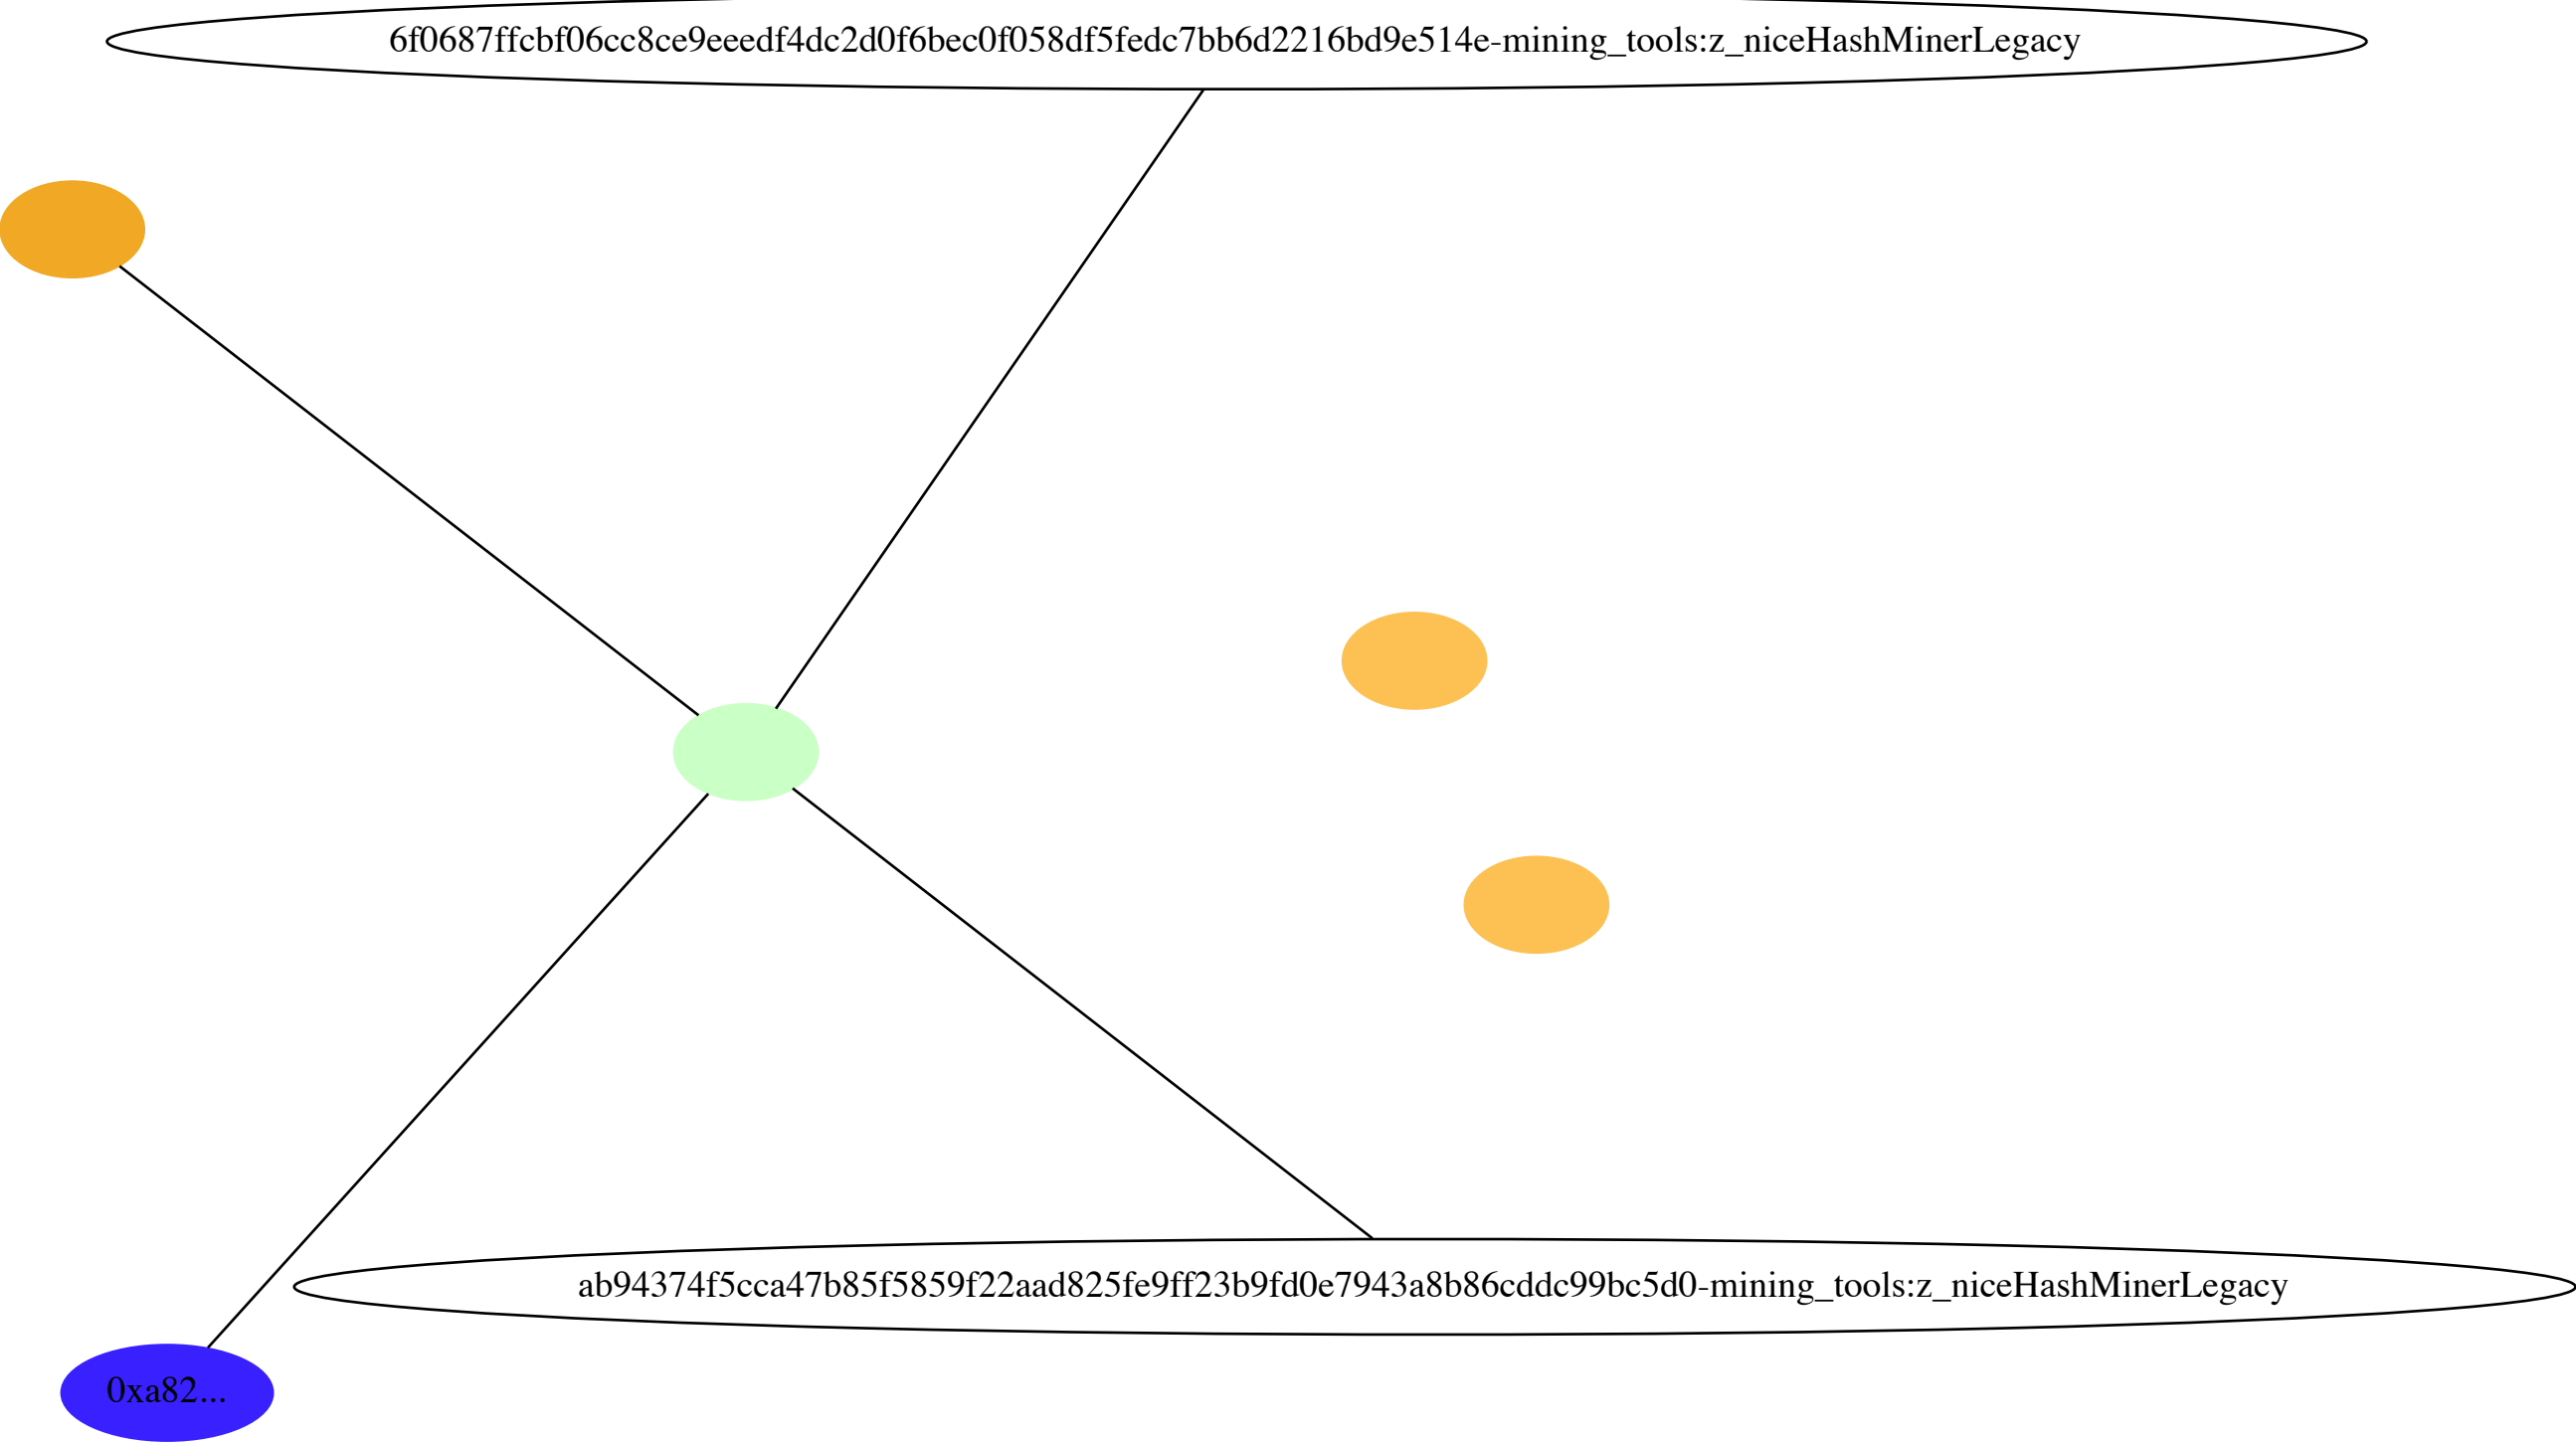 6f0687ffcbf06cc8ce9eeedf4dc2d0f6bec0f058df5fedc7bb6d2216bd9e514e-mining_tools:z_niceHashMinerLegacy
ab94374f5cca47b85f5859f22aad825fe9ff23b9fd0e7943a8b86cddc99bc5d0-mining_tools:z_niceHashMinerLegacy
0xa82...